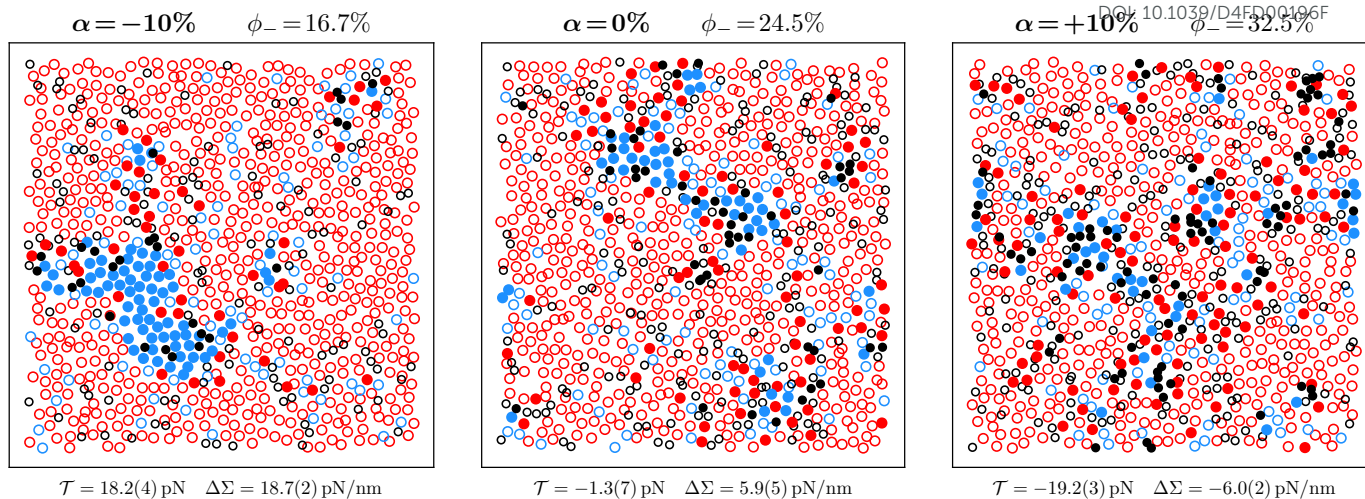 DOI: 10.1039/D4FD00196F
α = −10% ϕ₋ = 16.7%
α = 0% ϕ₋ = 24.5%
α = +10% ϕ₋ = 32.5%
𝒯 = 18.2(4) pN ΔΣ = 18.7(2) pN/nm
𝒯 = −1.3(7) pN ΔΣ = 5.9(5) pN/nm
𝒯 = −19.2(3) pN ΔΣ = −6.0(2) pN/nm